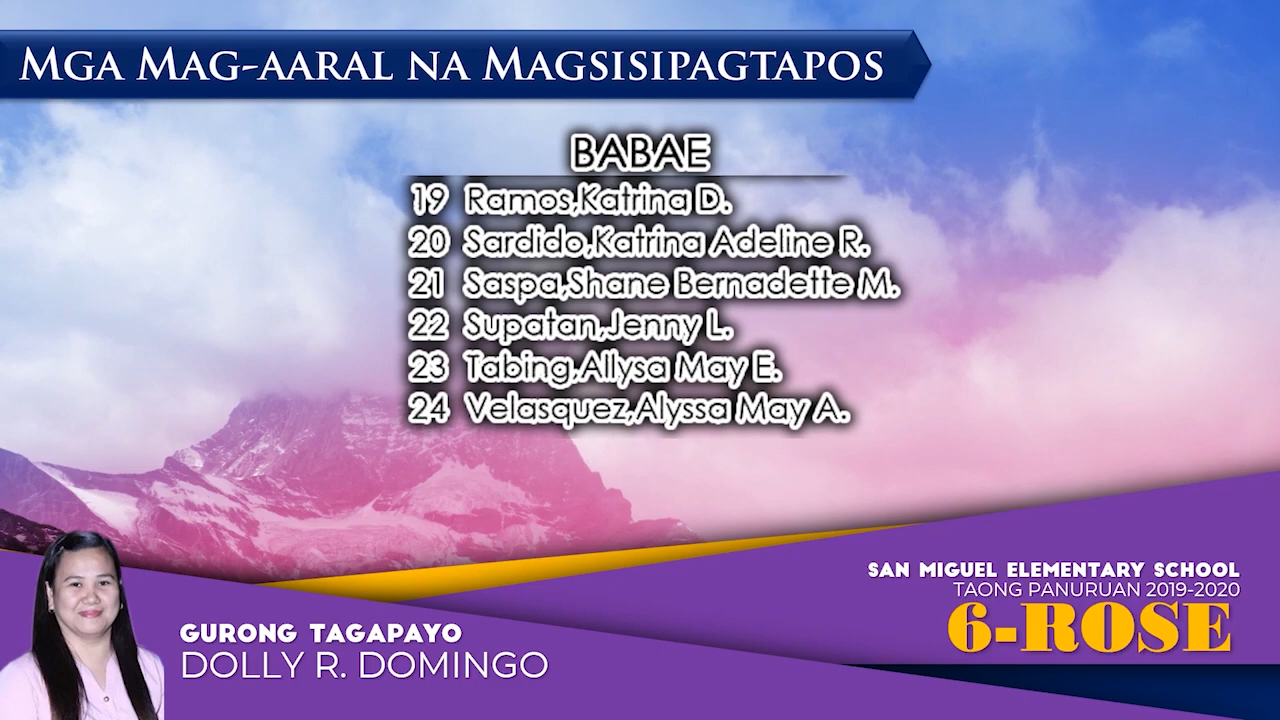 MGA MAG-AARAL NA MAGSISIPAGTAPOS
BABAE
19 Ramos,Katrina D.
20 Sardido,Katrina Adeline R.
21 Saspa,Shane Bernadette M.
22 Supatan,Jenny L.
23 Tabing,Allysa May E.
24 Velasquez,Alyssa May A.
SAN MIGUEL ELEMENTARY SCHOOL
TAONG PANURUAN 2019-2020
6-ROSE
GURONG TAGAPAYO
DOLLY R. DOMINGO